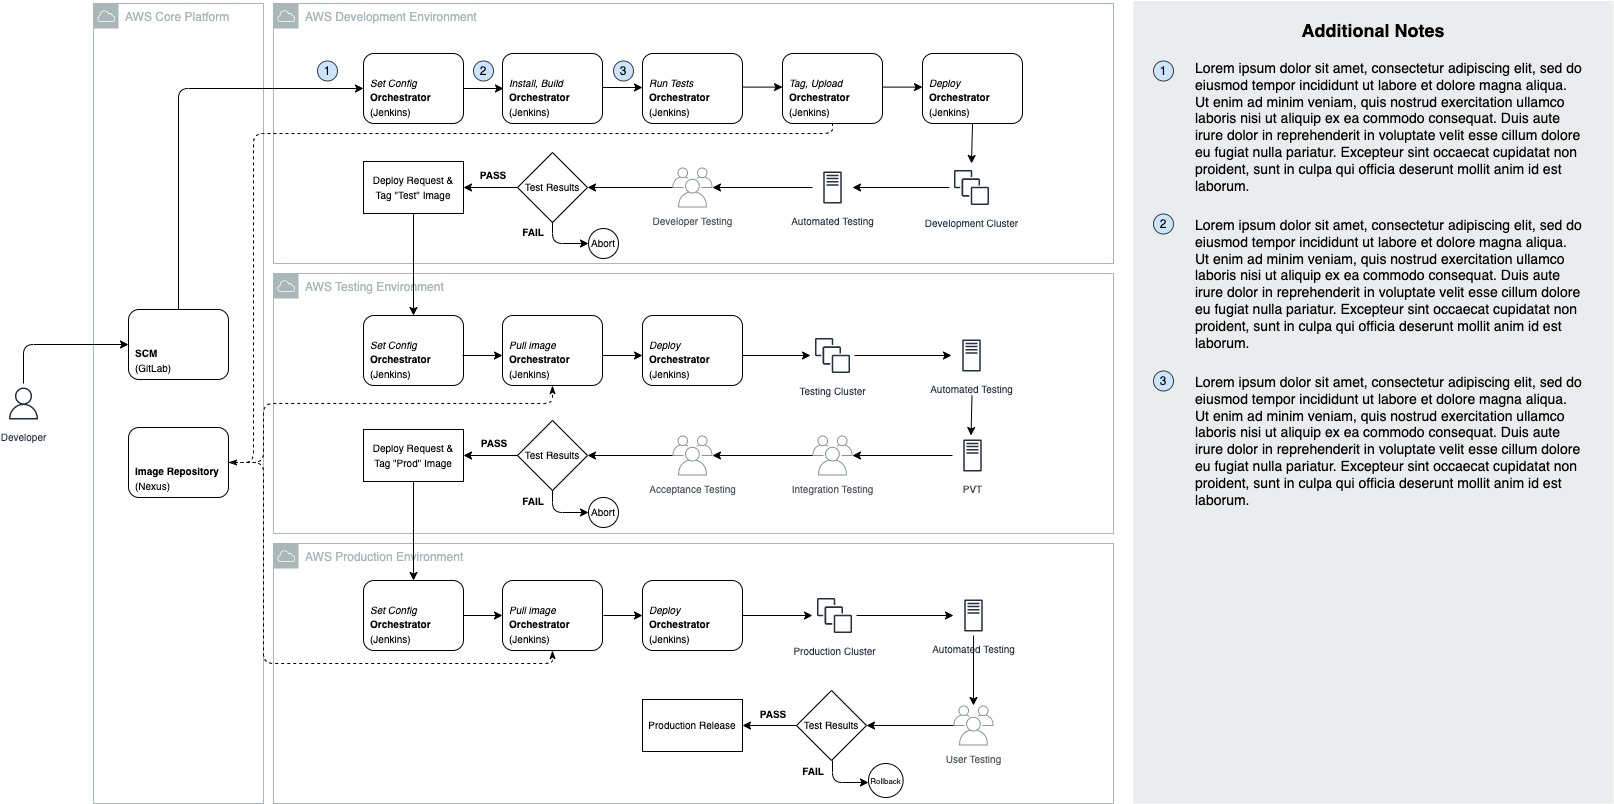 AWS Core Platform
AWS Development Environment
1
Set Config
Orchestrator
(Jenkins)
2
Install, Build
Orchestrator
(Jenkins)
3
Run Tests
Orchestrator
(Jenkins)
Tag, Upload
Orchestrator
(Jenkins)
Deploy
Orchestrator
(Jenkins)
Deploy Request &
Tag "Test" Image
PASS
Test Results
FAIL
Abort
Developer Testing
Automated Testing
Development Cluster
AWS Testing Environment
SCM
(GitLab)
Developer
Image Repository
(Nexus)
Set Config
Orchestrator
(Jenkins)
Pull image
Orchestrator
(Jenkins)
Deploy
Orchestrator
(Jenkins)
Testing Cluster
Automated Testing
Deploy Request &
Tag "Prod" Image
PASS
Test Results
FAIL
Abort
Acceptance Testing
Integration Testing
PVT
AWS Production Environment
Set Config
Orchestrator
(Jenkins)
Pull image
Orchestrator
(Jenkins)
Deploy
Orchestrator
(Jenkins)
Production Cluster
Automated Testing
Production Release
PASS
Test Results
FAIL
Rollback
User Testing
Additional Notes
1
Lorem ipsum dolor sit amet, consectetur adipiscing elit, sed do
eiusmod tempor incididunt ut labore et dolore magna aliqua.
Ut enim ad minim veniam, quis nostrud exercitation ullamco
laboris nisi ut aliquip ex ea commodo consequat. Duis aute
irure dolor in reprehenderit in voluptate velit esse cillum dolore
eu fugiat nulla pariatur. Excepteur sint occaecat cupidatat non
proident, sunt in culpa qui officia deserunt mollit anim id est
laborum.
2
Lorem ipsum dolor sit amet, consectetur adipiscing elit, sed do
eiusmod tempor incididunt ut labore et dolore magna aliqua.
Ut enim ad minim veniam, quis nostrud exercitation ullamco
laboris nisi ut aliquip ex ea commodo consequat. Duis aute
irure dolor in reprehenderit in voluptate velit esse cillum dolore
eu fugiat nulla pariatur. Excepteur sint occaecat cupidatat non
proident, sunt in culpa qui officia deserunt mollit anim id est
laborum.
3
Lorem ipsum dolor sit amet, consectetur adipiscing elit, sed do
eiusmod tempor incididunt ut labore et dolore magna aliqua.
Ut enim ad minim veniam, quis nostrud exercitation ullamco
laboris nisi ut aliquip ex ea commodo consequat. Duis aute
irure dolor in reprehenderit in voluptate velit esse cillum dolore
eu fugiat nulla pariatur. Excepteur sint occaecat cupidatat non
proident, sunt in culpa qui officia deserunt mollit anim id est
laborum.